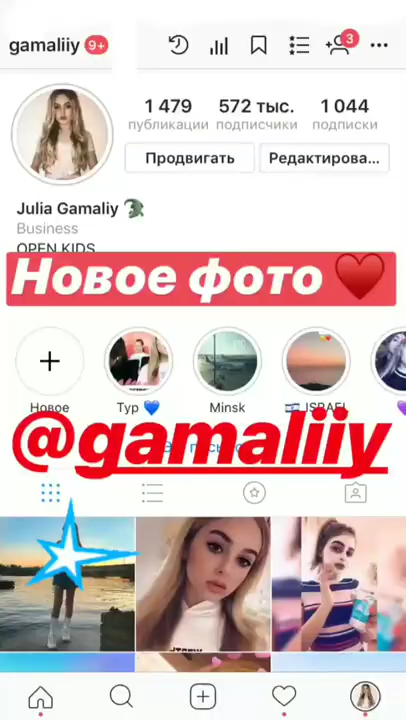 gamaliiy 9+
3
1 479 572 тыс. 1 044
публикации подписчики подписки
Продвигать Редактирова...
Julia Gamaliy
Business
OPEN KIDS
Новое фото
Новое Тур Minsk ISRAEL
@gamaliiy